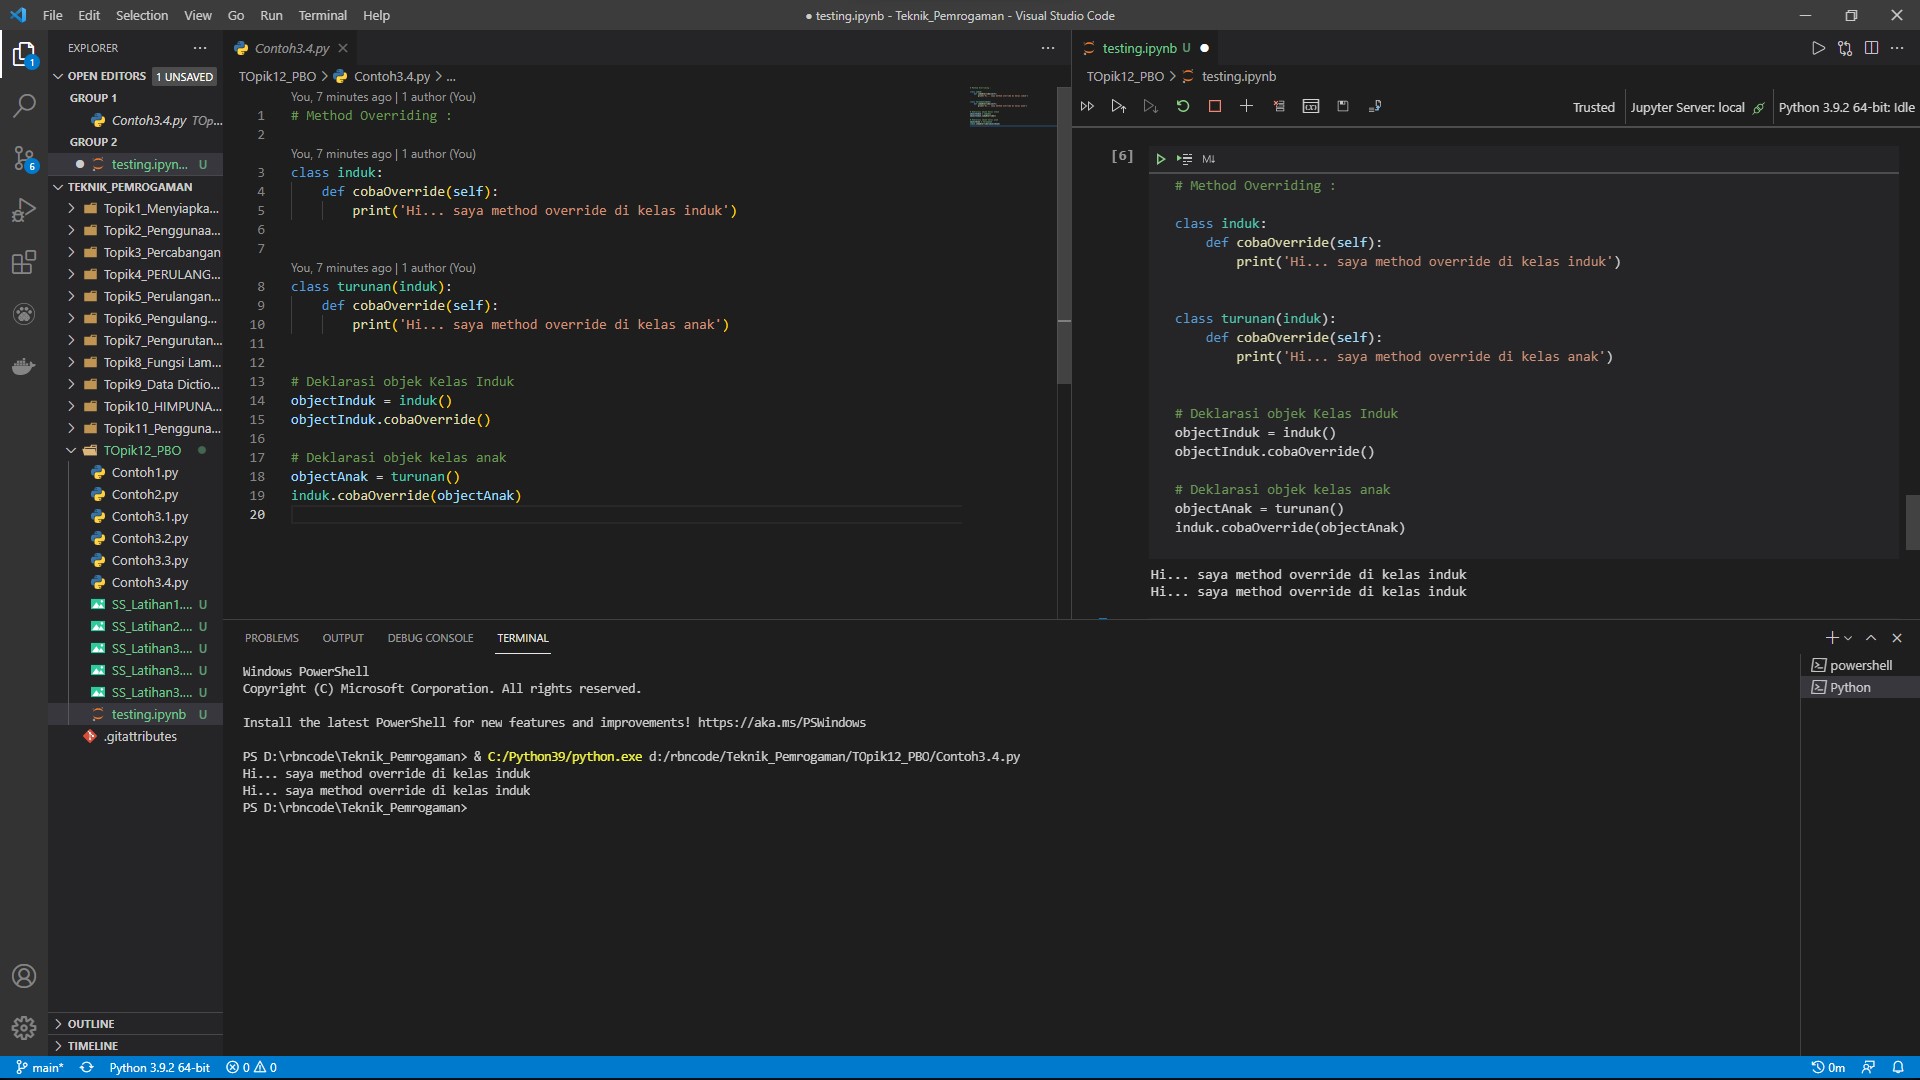 File Edit Selection View Go Run Terminal Help
● testing.ipynb - Teknik_Pemrogaman - Visual Studio Code
EXPLORER
OPEN EDITORS 1 UNSAVED
GROUP 1
Contoh3.4.py TOp...
GROUP 2
testing.ipyn... U
TEKNIK_PEMROGAMAN
Topik1_Menyiapka...
Topik2_Penggunaa...
Topik3_Percabangan
Topik4_PERULANG...
Topik5_Perulangan...
Topik6_Pengulang...
Topik7_Pengurutan...
Topik8_Fungsi Lam...
Topik9_Data Dictio...
Topik10_HIMPUNA...
Topik11_Pengguna...
TOpik12_PBO
Contoh1.py
Contoh2.py
Contoh3.1.py
Contoh3.2.py
Contoh3.3.py
Contoh3.4.py
SS_Latihan1.... U
SS_Latihan2.... U
SS_Latihan3.... U
SS_Latihan3.... U
SS_Latihan3.... U
testing.ipynb U
.gitattributes
OUTLINE
TIMELINE
1
6
Contoh3.4.py
TOpik12_PBO > Contoh3.4.py > ...
You, 7 minutes ago | 1 author (You)
1 # Method Overriding :
2
You, 7 minutes ago | 1 author (You)
3 class induk:
4 def cobaOverride(self):
5 print('Hi... saya method override di kelas induk')
6
7
You, 7 minutes ago | 1 author (You)
8 class turunan(induk):
9 def cobaOverride(self):
10 print('Hi... saya method override di kelas anak')
11
12
13 # Deklarasi objek Kelas Induk
14 objectInduk = induk()
15 objectInduk.cobaOverride()
16
17 # Deklarasi objek kelas anak
18 objectAnak = turunan()
19 induk.cobaOverride(objectAnak)
20
testing.ipynb U
TOpik12_PBO > testing.ipynb
Trusted Jupyter Server: local Python 3.9.2 64-bit: Idle
[6] M↓
# Method Overriding :
class induk:
def cobaOverride(self):
print('Hi... saya method override di kelas induk')
class turunan(induk):
def cobaOverride(self):
print('Hi... saya method override di kelas anak')
# Deklarasi objek Kelas Induk
objectInduk = induk()
objectInduk.cobaOverride()
# Deklarasi objek kelas anak
objectAnak = turunan()
induk.cobaOverride(objectAnak)
Hi... saya method override di kelas induk
Hi... saya method override di kelas induk
PROBLEMS OUTPUT DEBUG CONSOLE TERMINAL
Windows PowerShell
Copyright (C) Microsoft Corporation. All rights reserved.
Install the latest PowerShell for new features and improvements! https://aka.ms/PSWindows
PS D:\rbncode\Teknik_Pemrogaman> & C:/Python39/python.exe d:/rbncode/Teknik_Pemrogaman/TOpik12_PBO/Contoh3.4.py
Hi... saya method override di kelas induk
Hi... saya method override di kelas induk
PS D:\rbncode\Teknik_Pemrogaman>
powershell
Python
main* Python 3.9.2 64-bit 0 0 0m